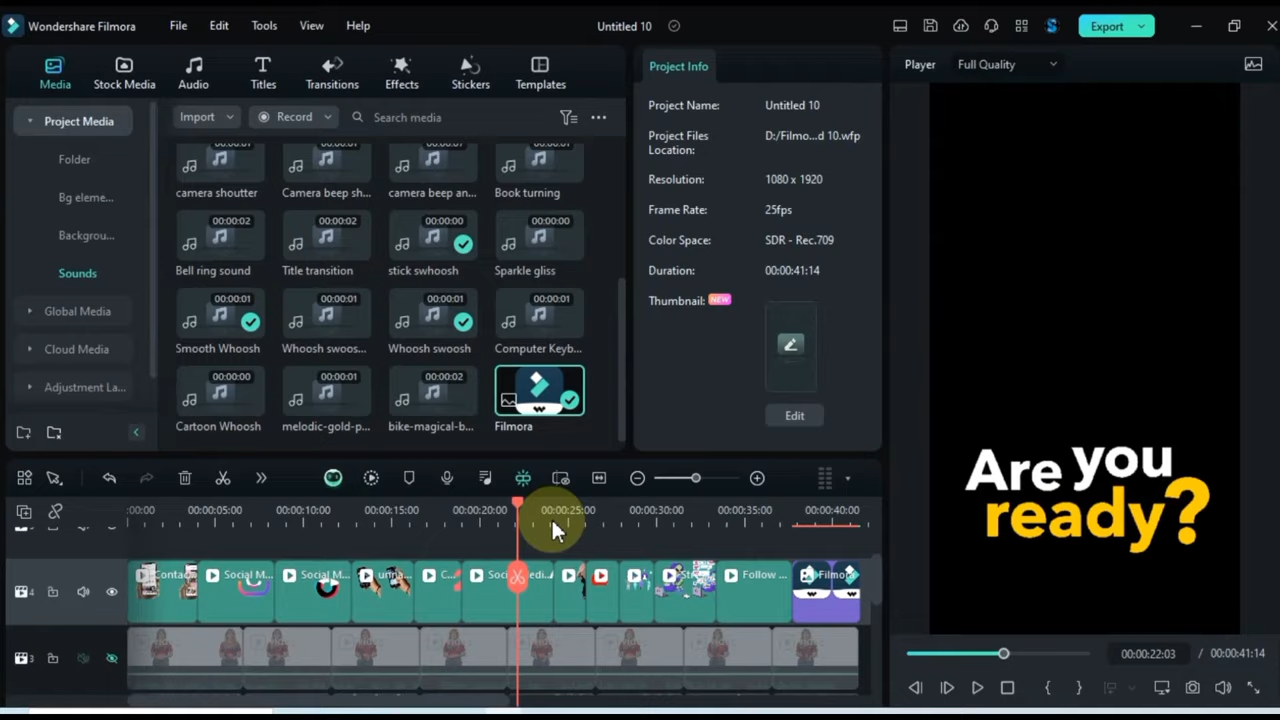 Wondershare Filmora
File
Edit
Tools
View
Help
Untitled 10
Export
Media
Stock Media
Audio
Titles
Transitions
Effects
Stickers
Templates
Project Media
Folder
Bg eleme...
Backgrou...
Sounds
Global Media
Cloud Media
Adjustment La...
Import
Record
Search media
camera shoutter
Camera beep sh...
camera beep an...
Book turning
00:00:02
00:00:02
00:00:00
00:00:00
Bell ring sound
Title transition
stick swhoosh
Sparkle gliss
00:00:01
00:00:01
00:00:01
00:00:01
Smooth Whoosh
Whoosh swoos...
Whoosh swoosh
Computer Keyb...
00:00:00
00:00:01
00:00:02
Cartoon Whoosh
melodic-gold-p...
bike-magical-b...
Filmora
Project Info
Project Name:
Untitled 10
Project Files
Location:
D:/Filmo...d 10.wfp
Resolution:
1080 x 1920
Frame Rate:
25fps
Color Space:
SDR - Rec.709
Duration:
00:00:41:14
Thumbnail:
NEW
Edit
Player
Full Quality
Are you
ready?
00:00:22:03 / 00:00:41:14
:00:00
00:00:05:00
00:00:10:00
00:00:15:00
00:00:20:00
00:00:25:00
00:00:30:00
00:00:35:00
00:00:40:00
4
Contac
Social M...
Social M...
C...
Follow ...
Filmora
3